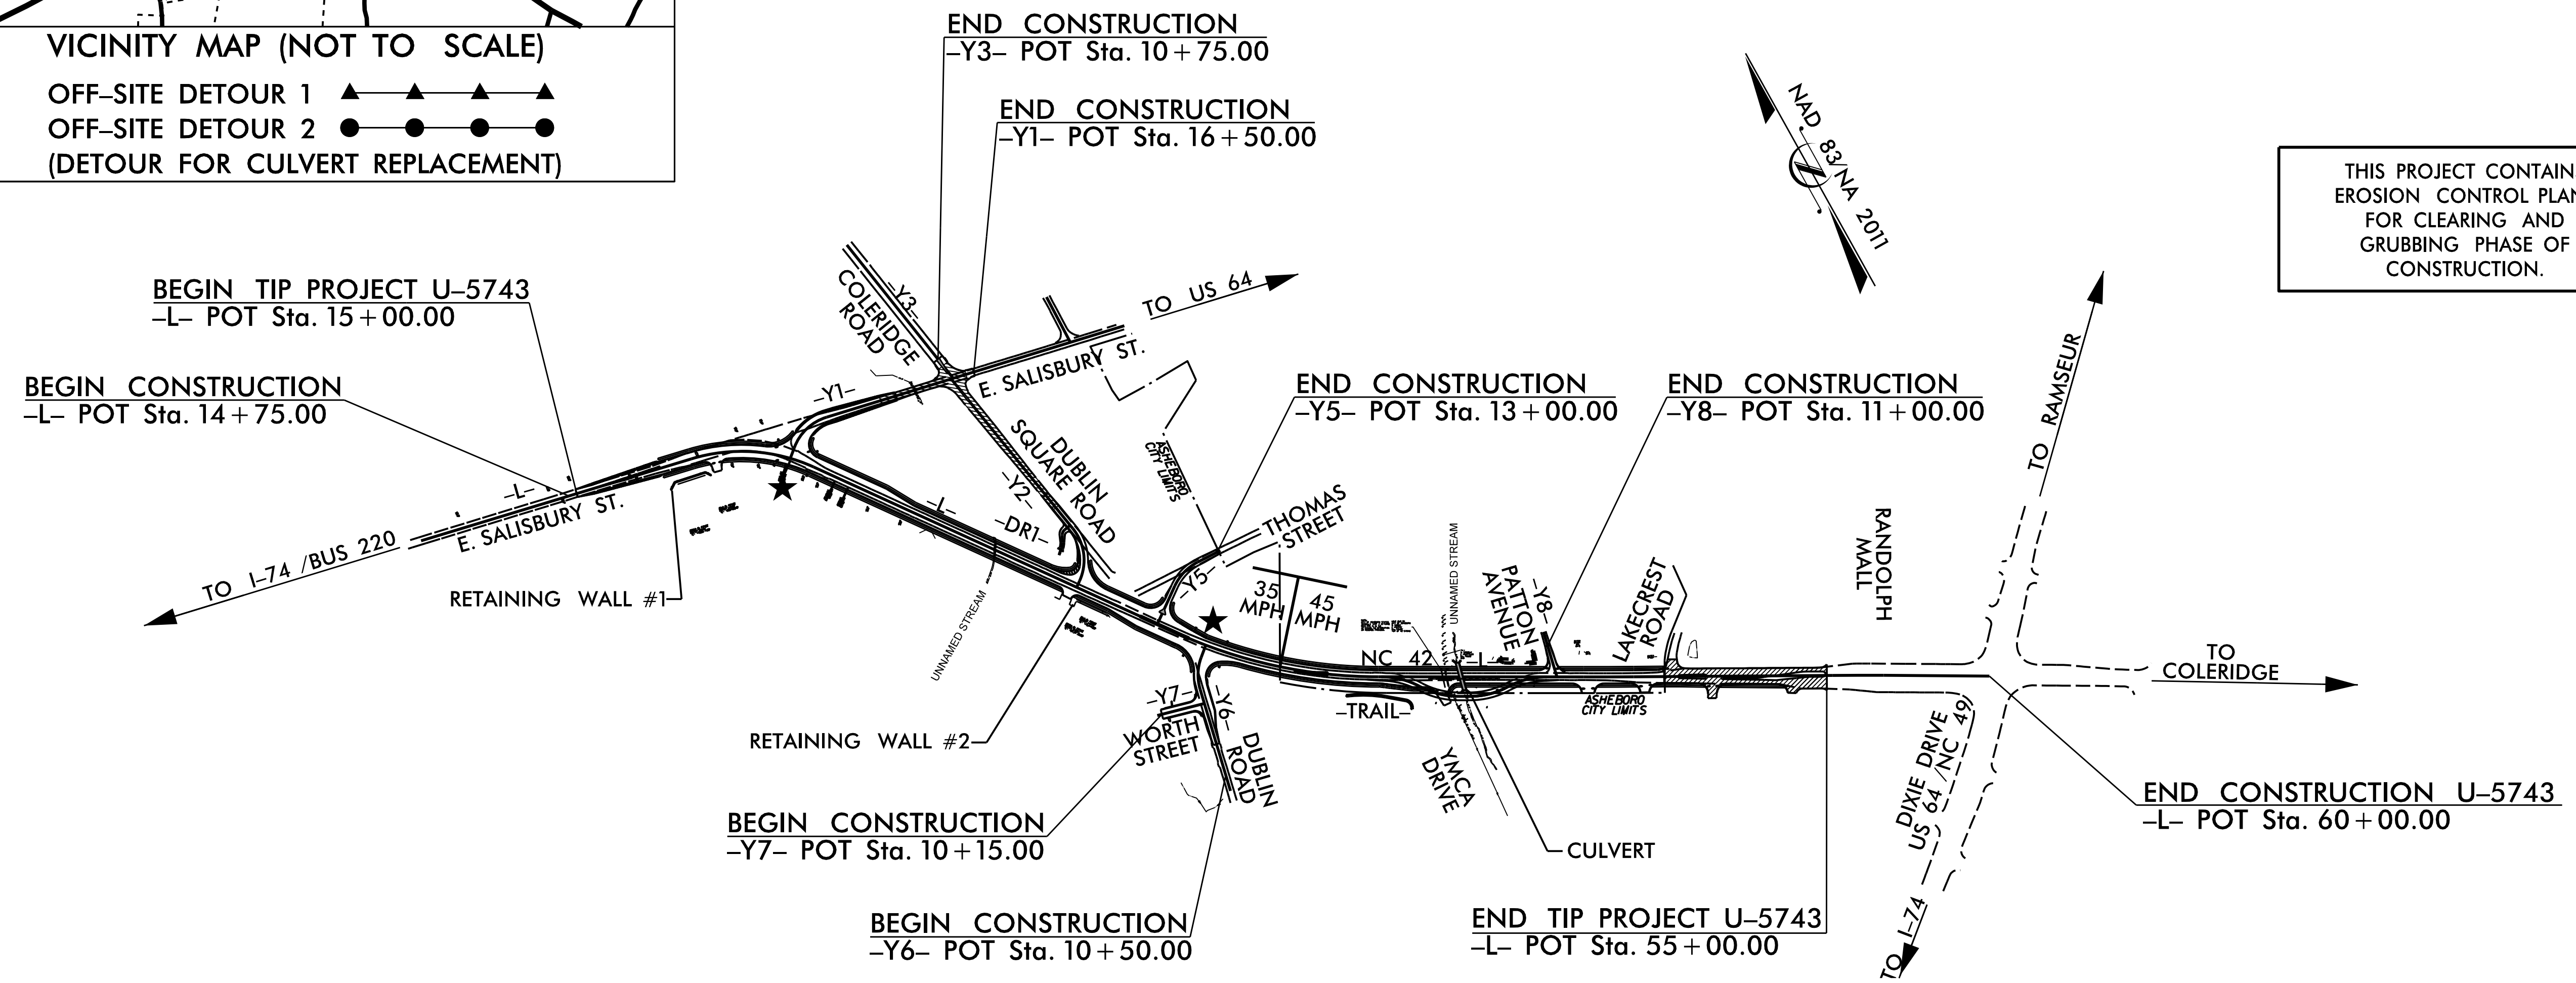 VICINITY MAP (NOT TO SCALE)
OFF–SITE DETOUR 1
OFF–SITE DETOUR 2
(DETOUR FOR CULVERT REPLACEMENT)
END CONSTRUCTION
–Y3– POT Sta. 10+75.00
END CONSTRUCTION
–Y1– POT Sta. 16+50.00
NAD 83/NA 2011
THIS PROJECT CONTAIN
EROSION CONTROL PLAN
FOR CLEARING AND
GRUBBING PHASE OF
CONSTRUCTION.
BEGIN TIP PROJECT U–5743
–L– POT Sta. 15+00.00
BEGIN CONSTRUCTION
–L– POT Sta. 14+75.00
–Y3–
COLERIDGE
ROAD
TO US 64
E. SALISBURY ST.
–Y1–
END CONSTRUCTION
–Y5– POT Sta. 13+00.00
END CONSTRUCTION
–Y8– POT Sta. 11+00.00
TO RAMSEUR
DUBLIN
SQUARE ROAD
–Y2–
ASHEBORO
CITY LIMITS
–L–
E. SALISBURY ST.
TO I–74 /BUS 220
–L–
–DR1–
THOMAS
STREET
–Y5–
RETAINING WALL #1
UNNAMED STREAM
35
MPH
45
MPH
UNNAMED STREAM
PATTON
AVENUE
–Y8–
LAKECREST
ROAD
RANDOLPH
MALL
NC 42
–L–
TO
COLERIDGE
–TRAIL–
ASHEBORO
CITY LIMITS
–Y7–
–Y6–
WORTH
STREET
DUBLIN
ROAD
RETAINING WALL #2
YMCA
DRIVE
DIXIE DRIVE
US 64 /NC 49
BEGIN CONSTRUCTION
–Y7– POT Sta. 10+15.00
CULVERT
END CONSTRUCTION U–5743
–L– POT Sta. 60+00.00
BEGIN CONSTRUCTION
–Y6– POT Sta. 10+50.00
END TIP PROJECT U–5743
–L– POT Sta. 55+00.00
TO I–74